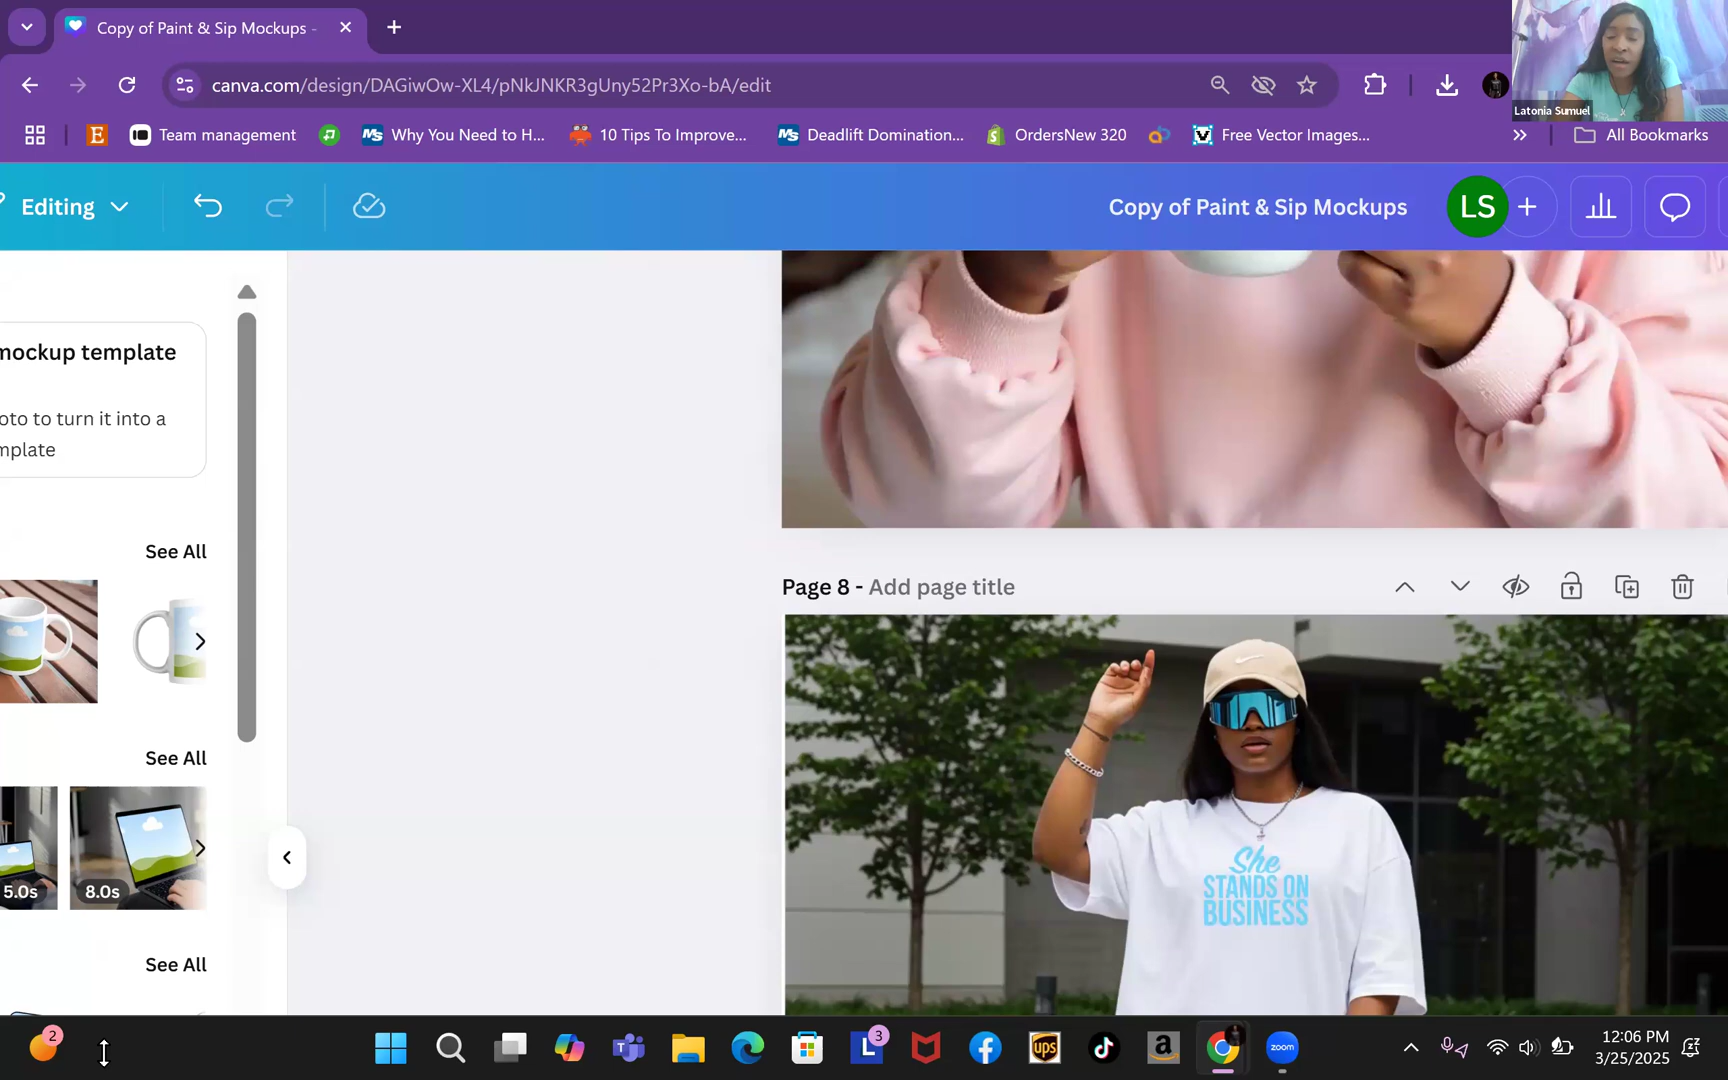 Copy of Paint & Sip Mockups -
canva.com/design/DAGiwOw-XL4/pNkJNKR3gUny52Pr3Xo-bA/edit
Latonia Sumuel
E
Team management
MS
Why You Need to H...
10 Tips To Improve...
MS
Deadlift Domination...
OrdersNew 320
Free Vector Images...
All Bookmarks
Editing
Copy of Paint & Sip Mockups
LS
mockup template
oto to turn it into a
mplate
See All
See All
5.0s
8.0s
See All
Page 8 - Add page title
She
STANDS ON
BUSINESS
2
L
3
ups
a
zoom
12:06 PM
3/25/2025